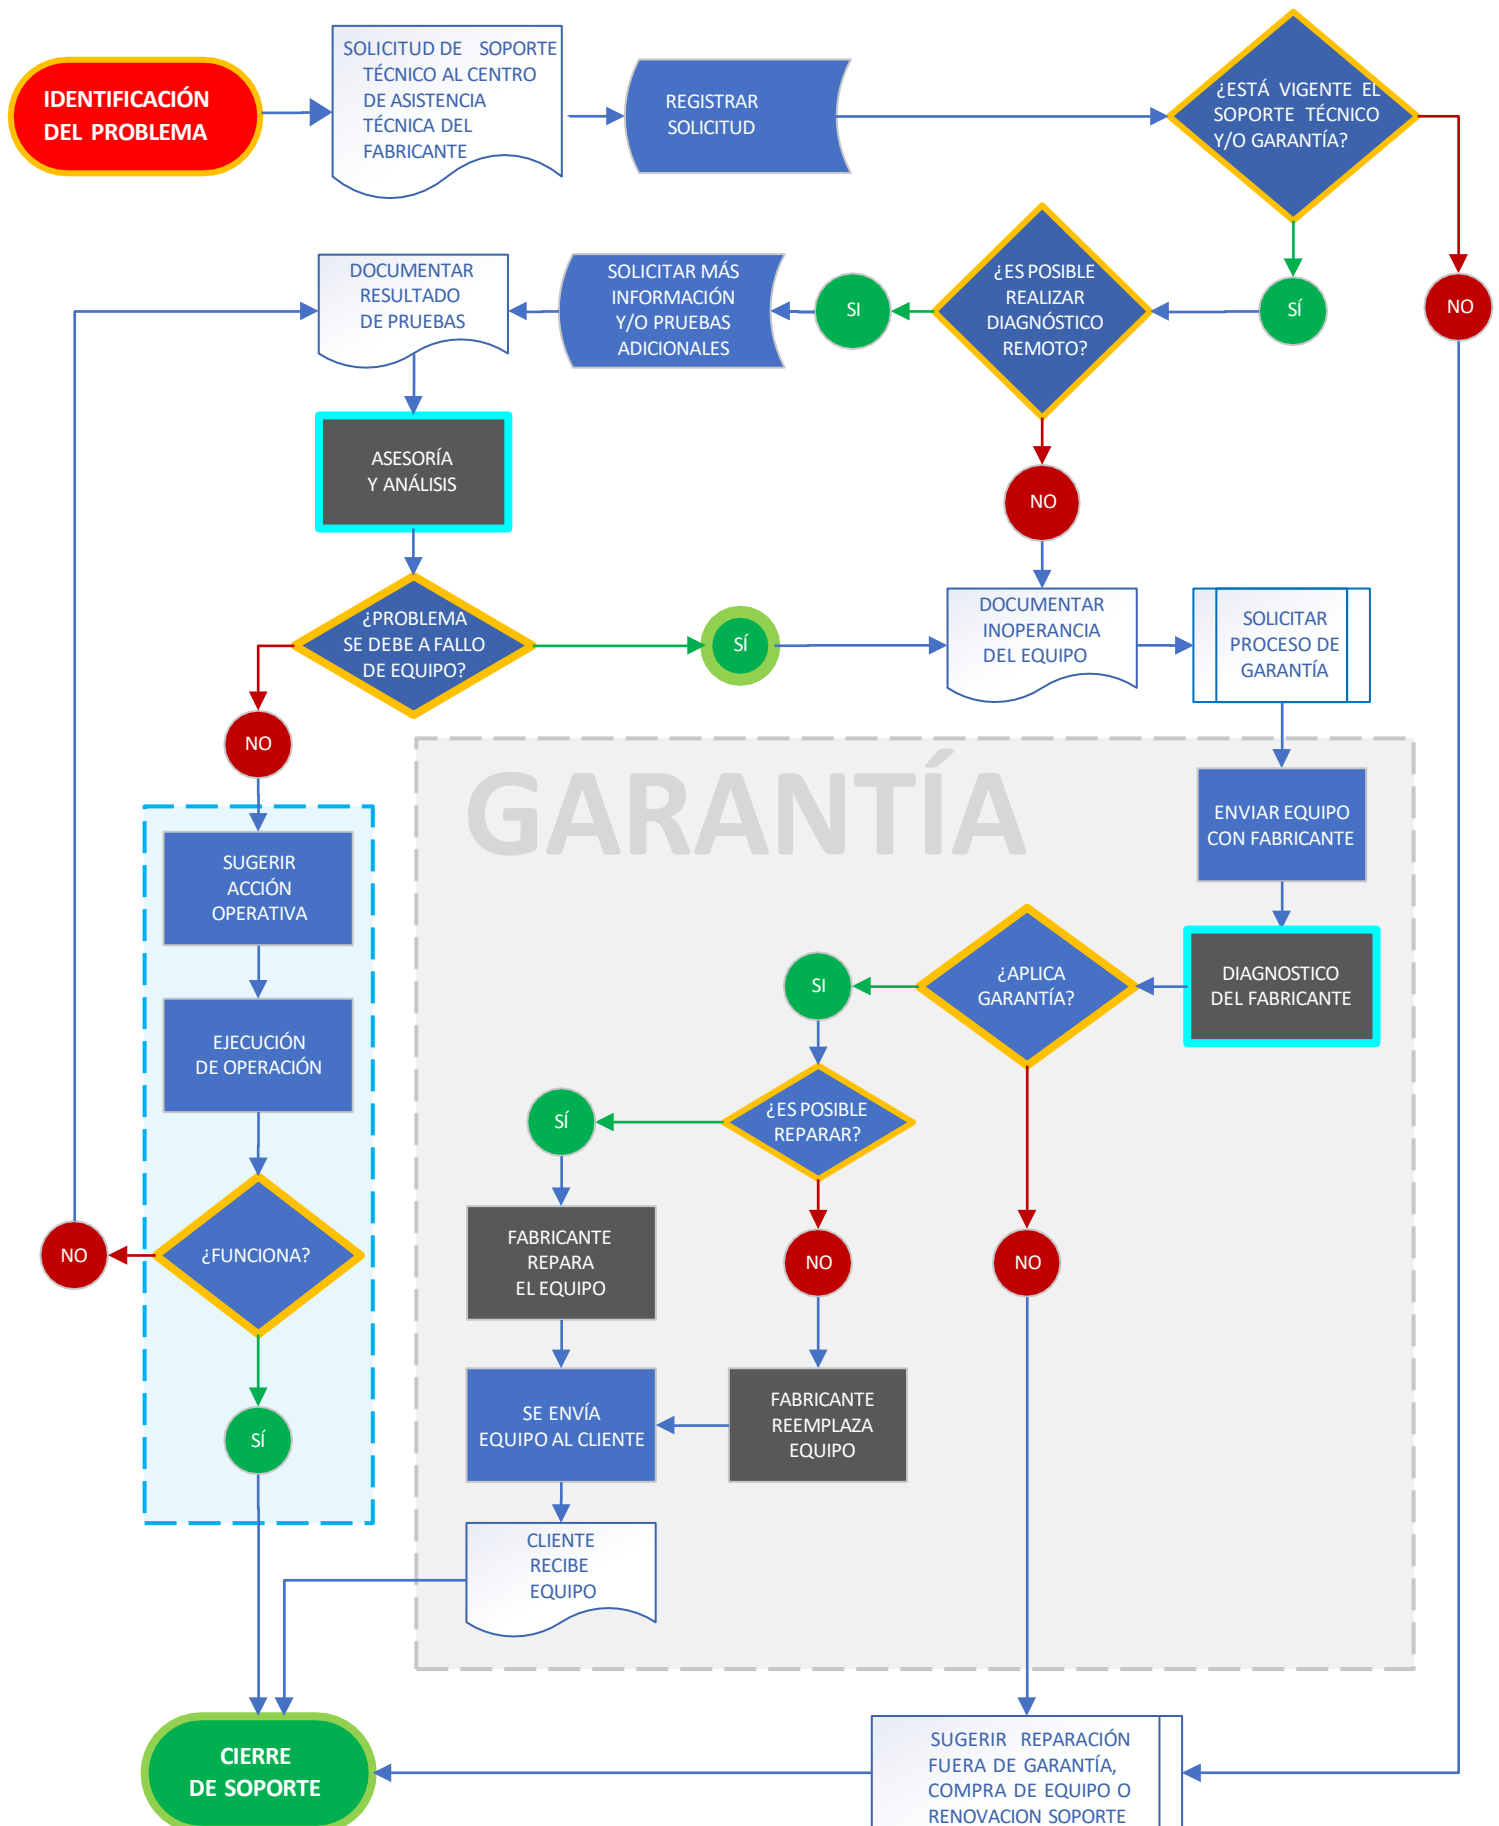 IDENTIFICACIÓN
DEL PROBLEMA
SOLICITUD DE SOPORTE
TÉCNICO AL CENTRO
DE ASISTENCIA
TÉCNICA DEL
FABRICANTE
REGISTRAR
SOLICITUD
¿ESTÁ VIGENTE EL
SOPORTE TÉCNICO
Y/O GARANTÍA?
DOCUMENTAR
RESULTADO
DE PRUEBAS
SOLICITAR MÁS
INFORMACIÓN
Y/O PRUEBAS
ADICIONALES
SI
¿ES POSIBLE
REALIZAR
DIAGNÓSTICO
REMOTO?
SÍ
NO
ASESORÍA
Y ANÁLISIS
NO
¿PROBLEMA
SE DEBE A FALLO
DE EQUIPO?
SÍ
DOCUMENTAR
INOPERANCIA
DEL EQUIPO
SOLICITAR
PROCESO DE
GARANTÍA
NO
GARANTÍA
ENVIAR EQUIPO
CON FABRICANTE
SUGERIR
ACCIÓN
OPERATIVA
SI
¿APLICA
GARANTÍA?
DIAGNOSTICO
DEL FABRICANTE
EJECUCIÓN
DE OPERACIÓN
SÍ
¿ES POSIBLE
REPARAR?
NO
¿FUNCIONA?
FABRICANTE
REPARA
EL EQUIPO
NO
NO
SÍ
SE ENVÍA
EQUIPO AL CLIENTE
FABRICANTE
REEMPLAZA
EQUIPO
CLIENTE
RECIBE
EQUIPO
CIERRE
DE SOPORTE
SUGERIR REPARACIÓN
FUERA DE GARANTÍA,
COMPRA DE EQUIPO O
RENOVACION SOPORTE